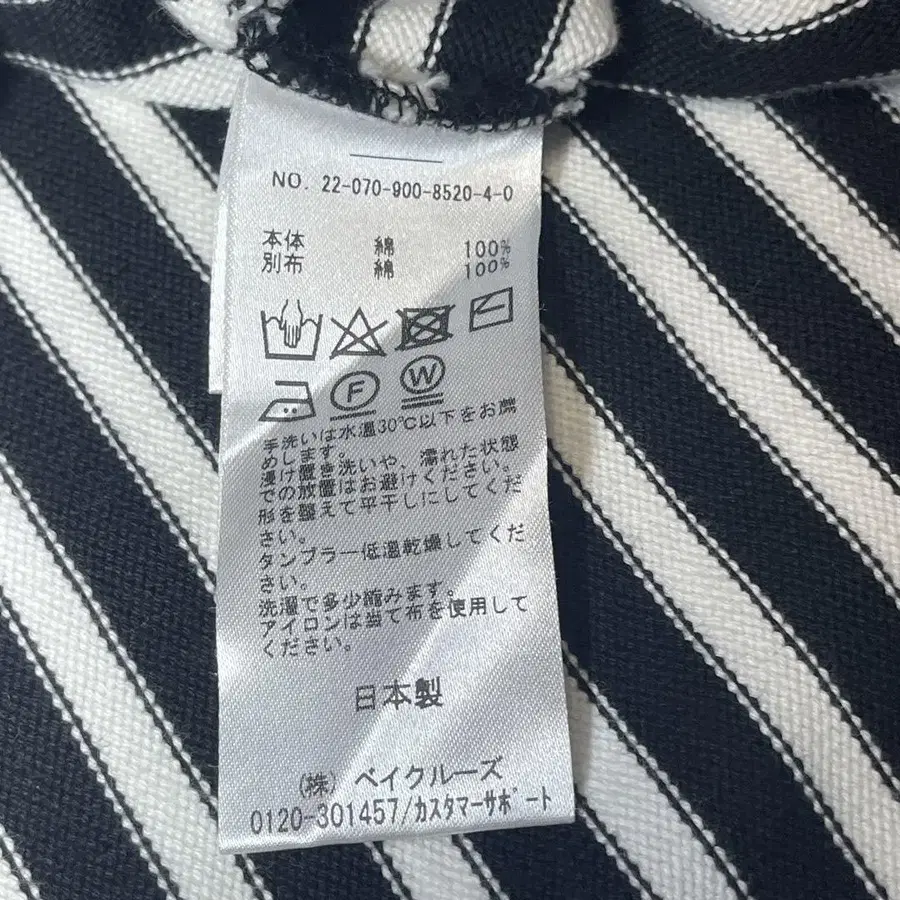 NO. 22-070-900-8520-4-0
本体 綿 100%
別布 綿 100%
F W
手洗いは水温30℃以下をお薦
めします。
浸け置き洗いや、濡れた状態
での放置はお避けください。
形を整えて平干しにしてくだ
さい。
タンブラー低温乾燥してくだ
さい。
洗濯で多少縮みます。
アイロンは当て布を使用して
ください。
日本製
(株) ベイクルーズ
0120-301457/カスタマーサポート